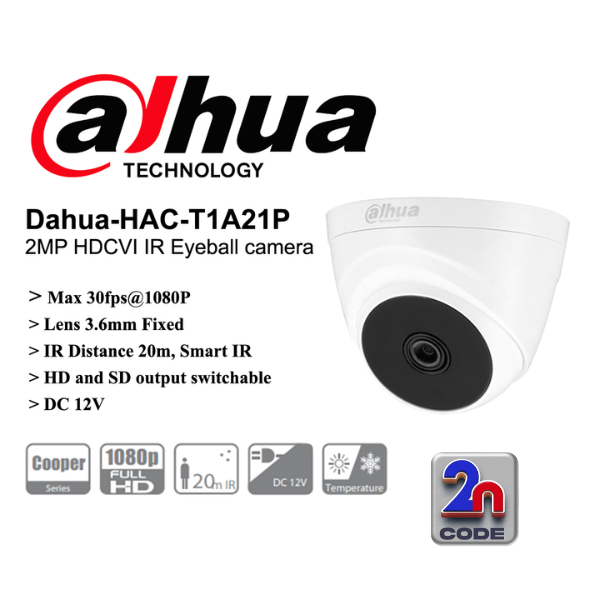 alhua
TECHNOLOGY
Dahua-HAC-T1A21P
2MP HDCVI IR Eyeball camera
alhua
> Max 30fps@1080P
> Lens 3.6mm Fixed
> IR Distance 20m, Smart IR
> HD and SD output switchable
> DC 12V
Cooper
Series
1080p
FULL
HD
20m IR
DC 12V
Temperature
2n
CODE